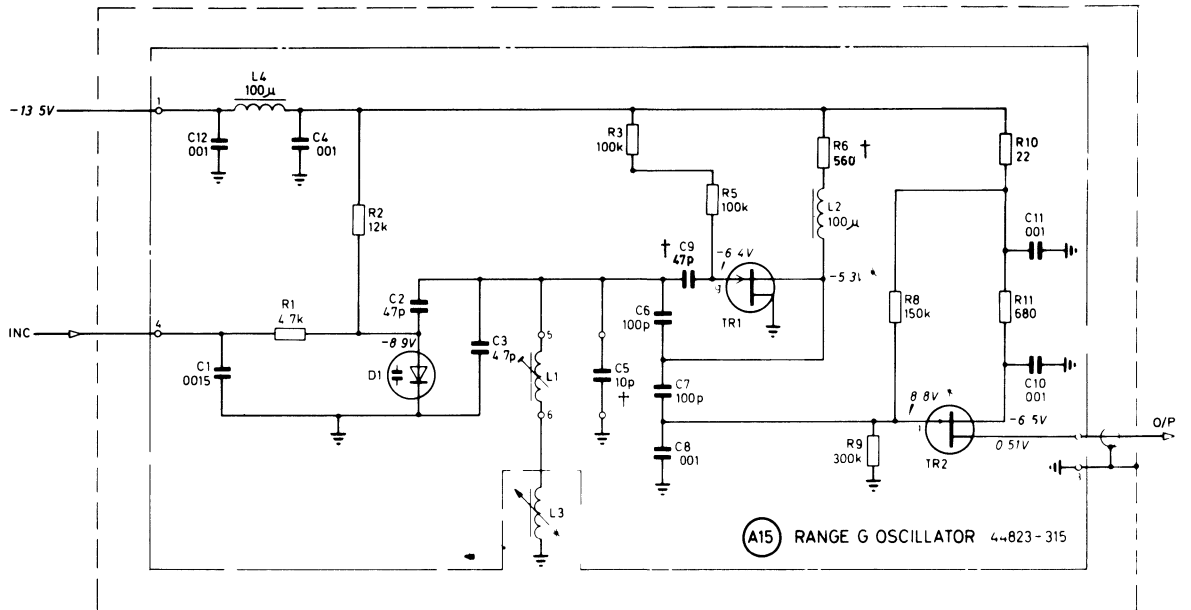 -13 5V
1
L4
100μ
C12
001
C4
001
R2
12k
R3
100k
R5
100k
R6
560 †
L2
100μ
R10
22
C11
001
R8
150k
R11
680
C10
001
INC
4
R1
4.7k
C1
0015
C2
47p
-8 9V
D1
C3
4.7p
5
L1
6
C5
10p
†
L3
† C9
47p
-6 4V
g
TR1
-5 3
C6
100p
C7
100p
C8
001
R9
300k
8 8
-6 5V
0 51V
TR2
O/P
A15 RANGE G OSCILLATOR 44823-315